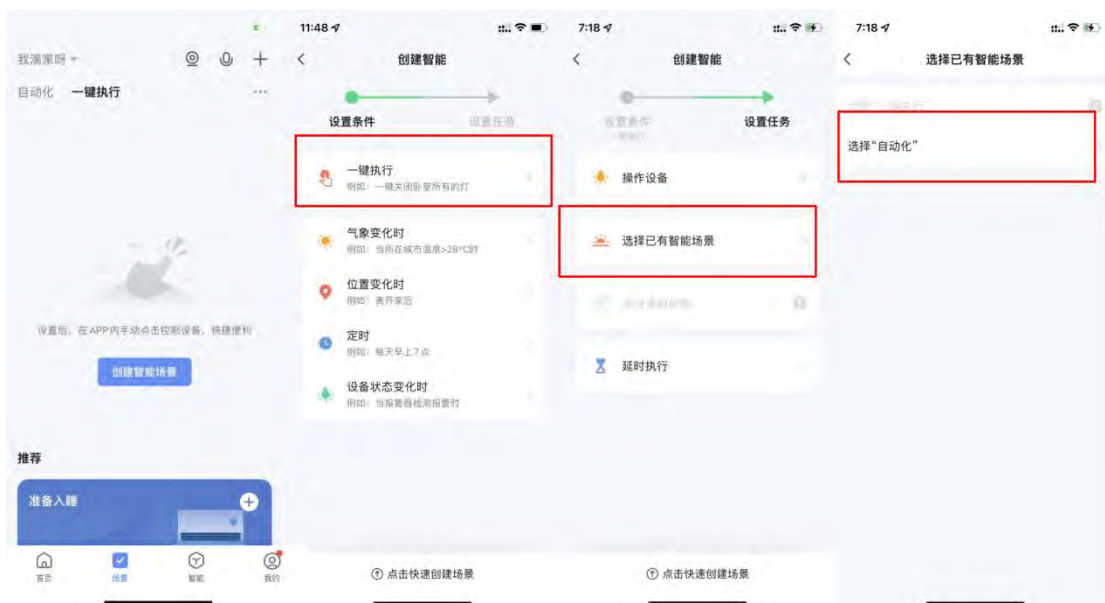 我滴家呀
自动化 一键执行
设置后，在APP内手动点击控制设备，快捷便利
创建智能场景
推荐
准备入睡
首页
场景
智能
我的
11:48
创建智能
设置条件
设置任务
一键执行
例如：一键关闭卧室所有的灯
气象变化时
例如：当所在城市温度>28°C时
位置变化时
例如：离开家后
定时
例如：每天早上7点
设备状态变化时
例如：当报警器检测报警时
点击快速创建场景
7:18
创建智能
设置条件
设置任务
操作设备
选择已有智能场景
延时执行
点击快速创建场景
7:18
选择已有智能场景
选择“自动化”